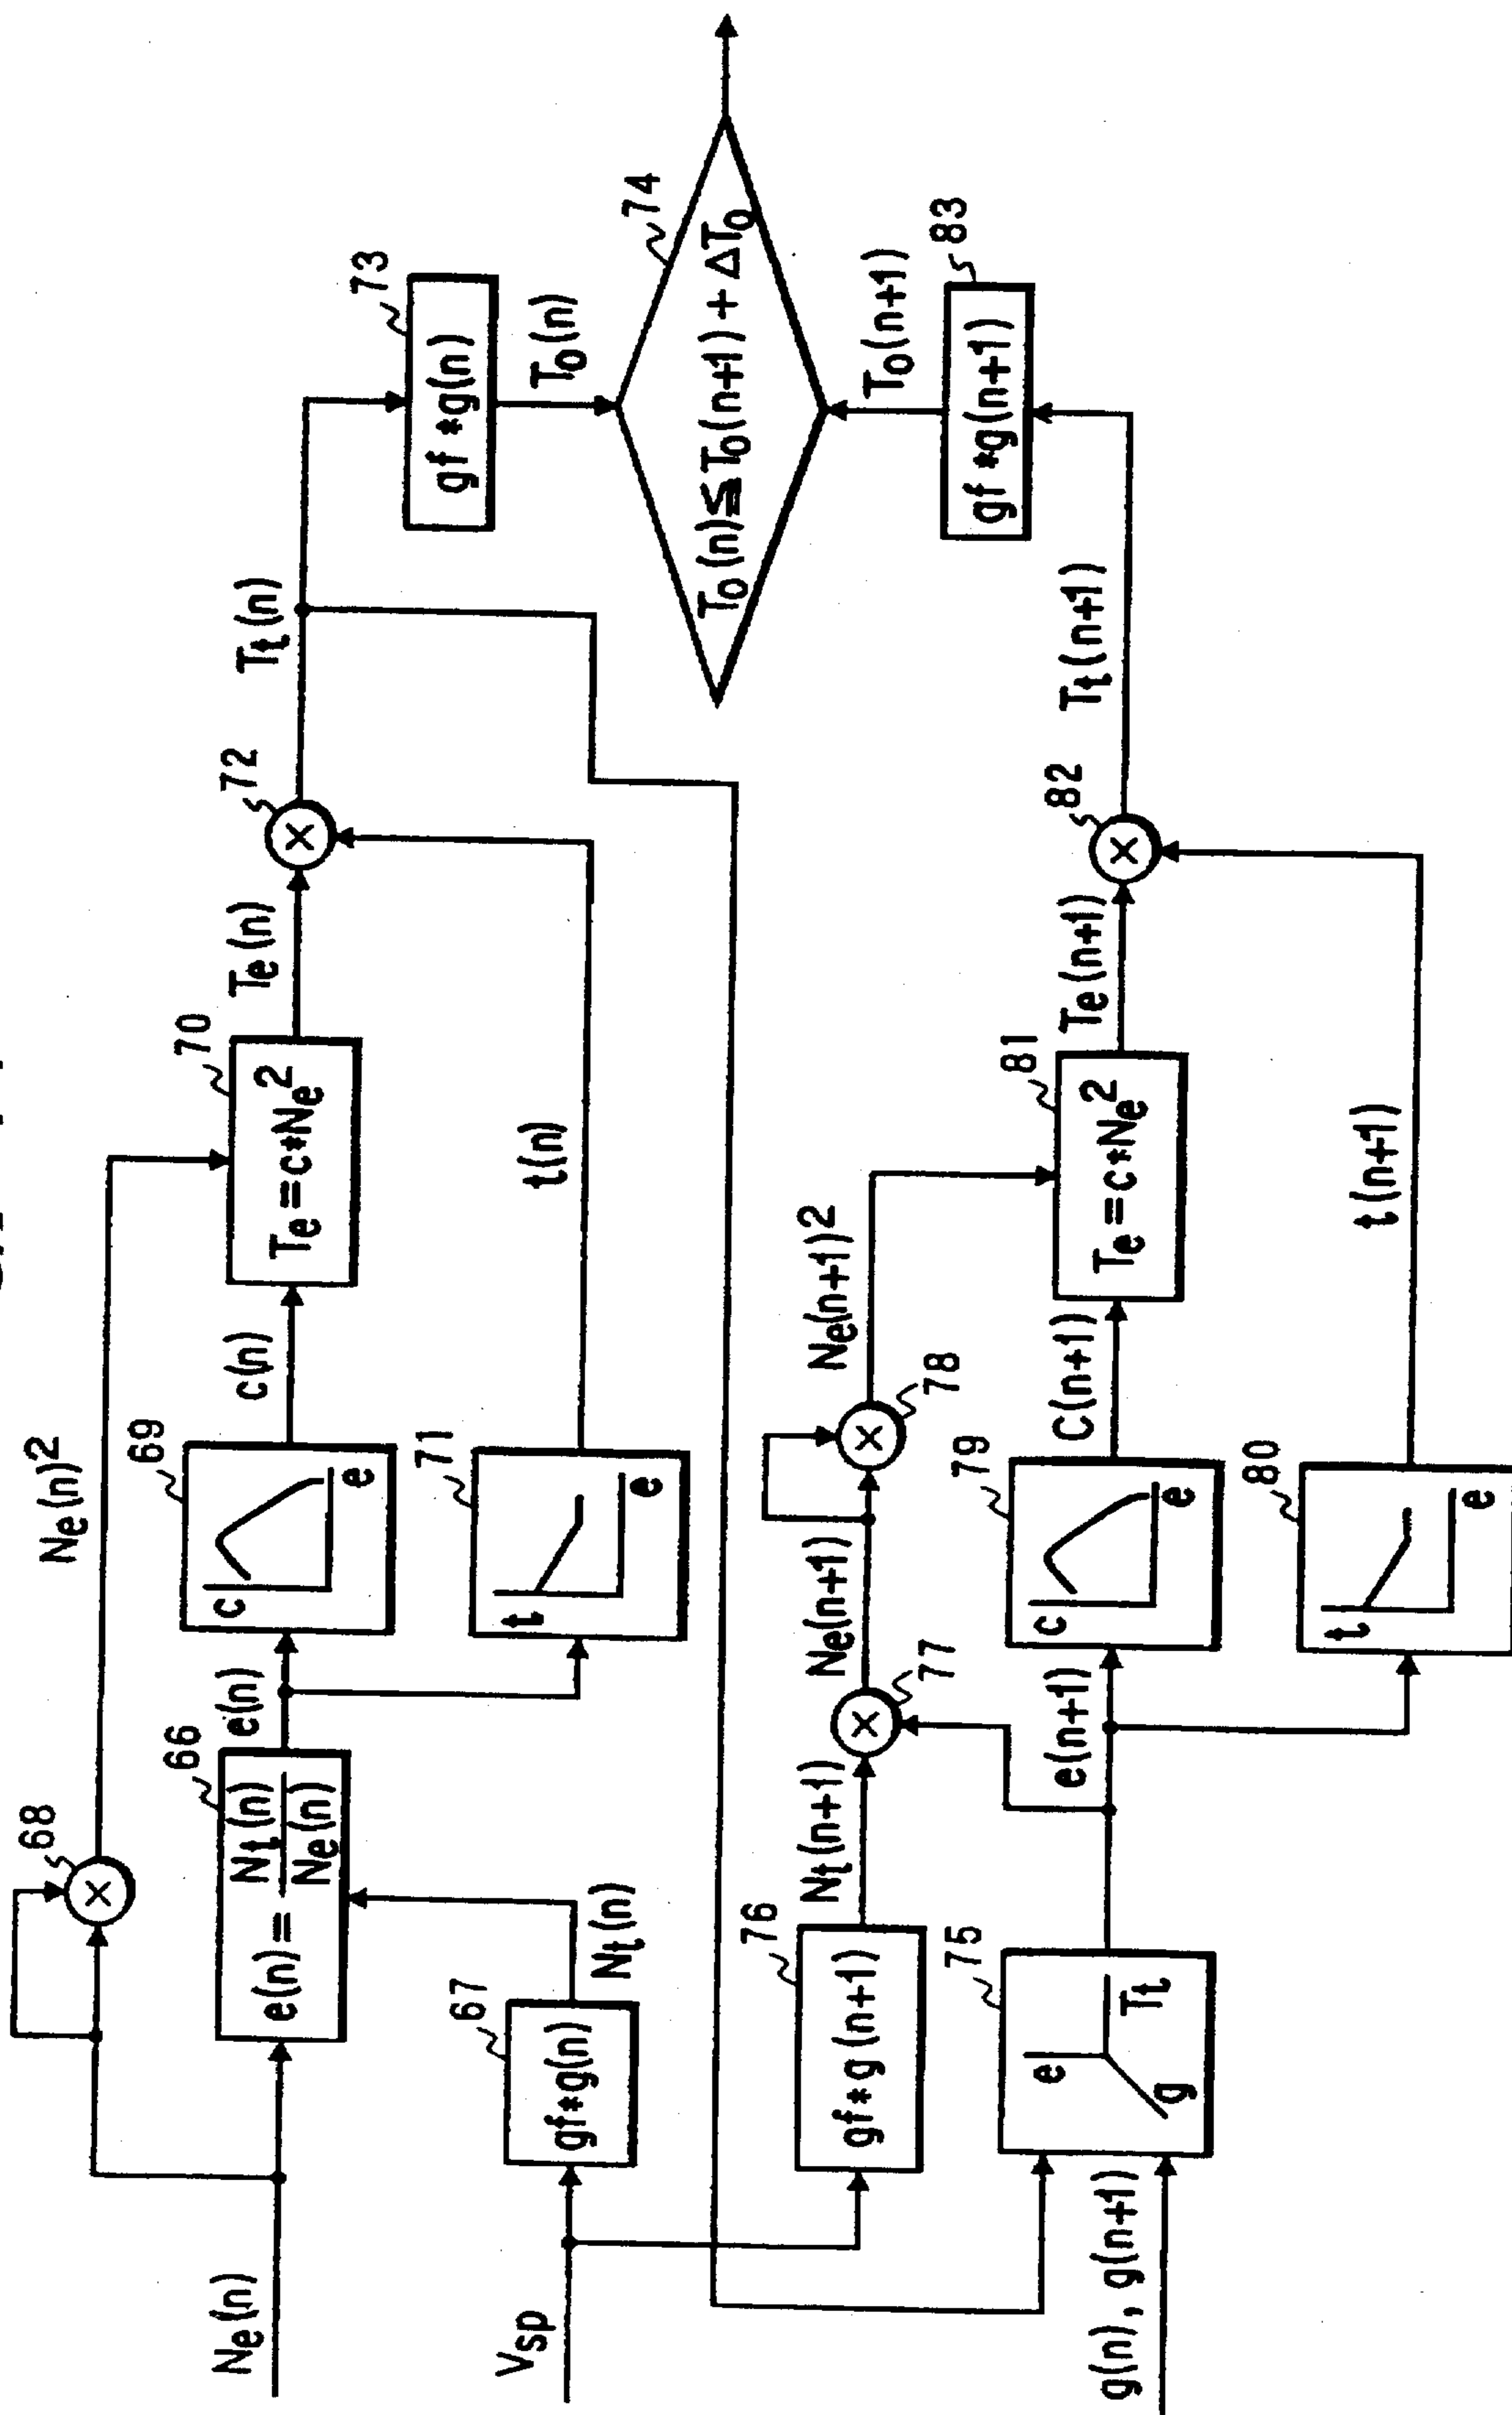 Ne(n)
68
Ne(n)2
66
e(n) = Nt(n)
Ne(n)
e(n)
69
c
e
c(n)
70
Te = c*Ne2
Te(n)
72
×
×
Tt(n)
73
gf *g(n)
To(n)
Vsp
67
gf*g(n)
Nt(n)
71
t
e
t(n)
74
To(n)≦To(n+1) + ΔTo
76
gf* g (n+1)
Nt(n+1)
77
×
Ne(n+1)
78
×
Ne(n+1)2
g(n), g(n+1)
75
e
Tt
g
e(n+1)
79
c
e
C(n+1)
81
Te = c*Ne2
Te(n+1)
82
×
Tt(n+1)
83
gf *g(n+1)
To(n+1)
80
t
e
t(n+1)